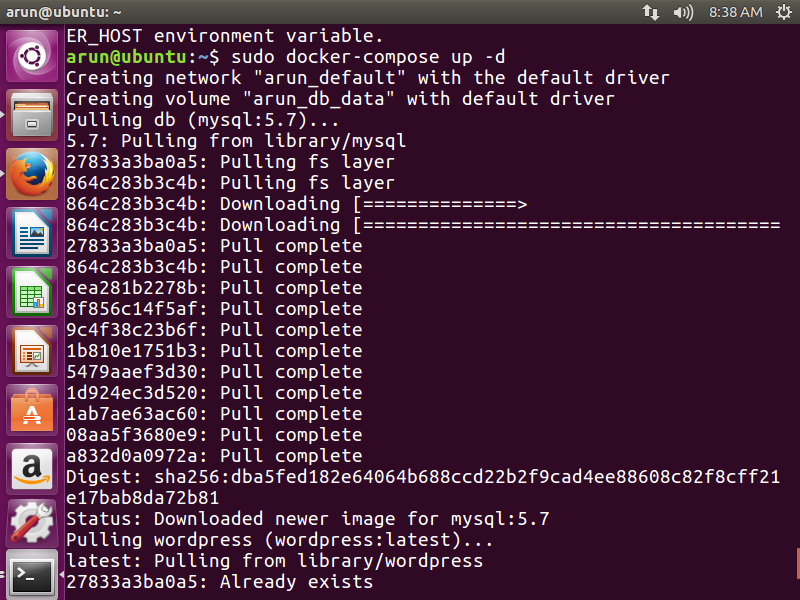 arun@ubuntu: ~
8:38 AM
ER_HOST environment variable.
arun@ubuntu:~$ sudo docker-compose up -d
Creating network "arun_default" with the default driver
Creating volume "arun_db_data" with default driver
Pulling db (mysql:5.7)...
5.7: Pulling from library/mysql
27833a3ba0a5: Pulling fs layer
864c283b3c4b: Pulling fs layer
864c283b3c4b: Downloading [==============>
864c283b3c4b: Downloading [======================================
27833a3ba0a5: Pull complete
864c283b3c4b: Pull complete
cea281b2278b: Pull complete
8f856c14f5af: Pull complete
9c4f38c23b6f: Pull complete
1b810e1751b3: Pull complete
5479aaef3d30: Pull complete
1d924ec3d520: Pull complete
1ab7ae63ac60: Pull complete
08aa5f3680e9: Pull complete
a832d0a0972a: Pull complete
Digest: sha256:dba5fed182e64064b688ccd22b2f9cad4ee88608c82f8cff21
e17bab8da72b81
Status: Downloaded newer image for mysql:5.7
Pulling wordpress (wordpress:latest)...
latest: Pulling from library/wordpress
27833a3ba0a5: Already exists